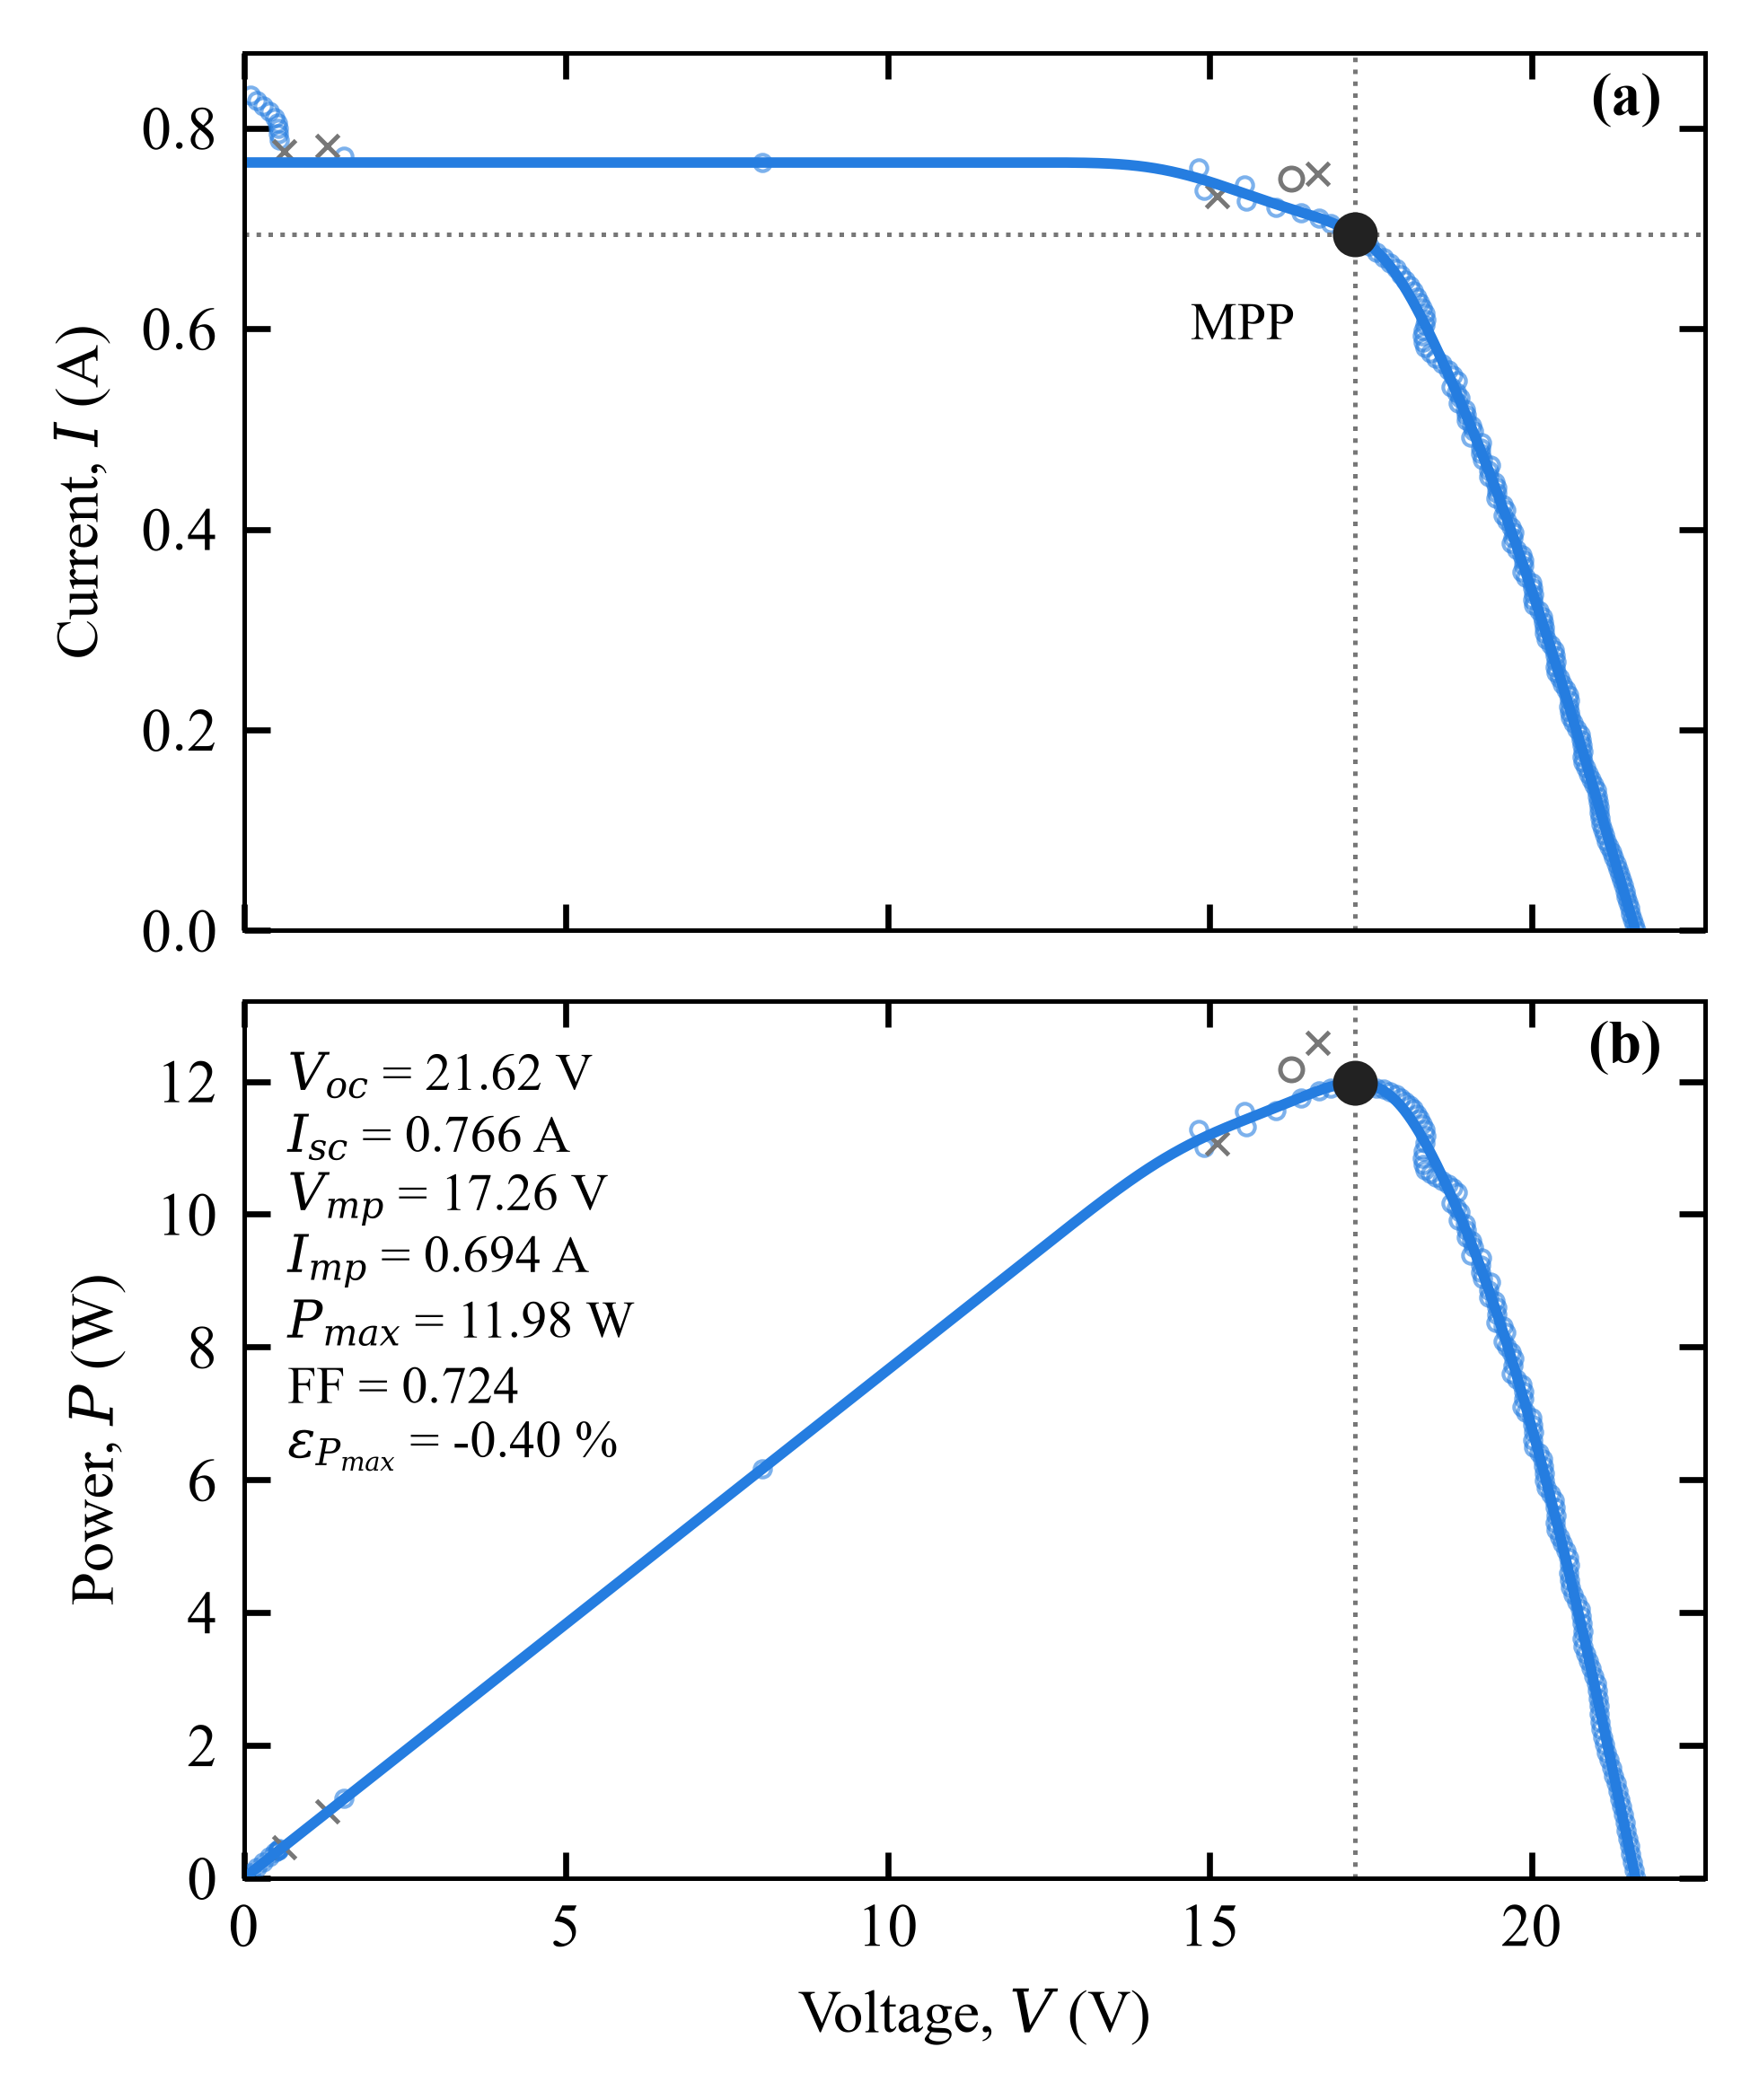 (a)
0.8
0.6
0.4
0.2
0.0
Current, I (A)
MPP
(b)
12
10
8
6
4
2
0
Power, P (W)
V_oc = 21.62 V
I_sc = 0.766 A
V_mp = 17.26 V
I_mp = 0.694 A
P_max = 11.98 W
FF = 0.724
ε_P_max = -0.40 %
0 5 10 15 20
Voltage, V (V)